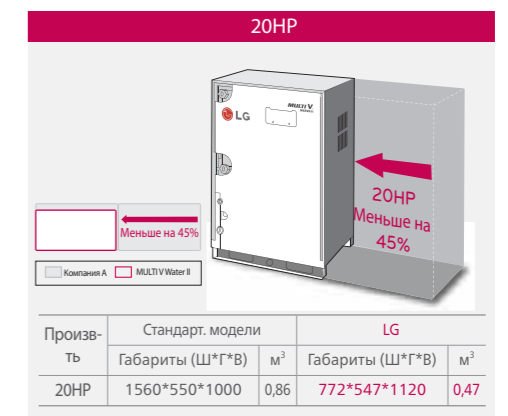 20HP
MULTI V
LG
20HP
Меньше на
45%
Меньше на 45%
Компания A
MULTI V Water II
Произв-ть
Стандарт. модели
LG
Габариты (Ш*Г*В)
м³
Габариты (Ш*Г*В)
м³
20HP
1560*550*1000
0,86
772*547*1120
0,47